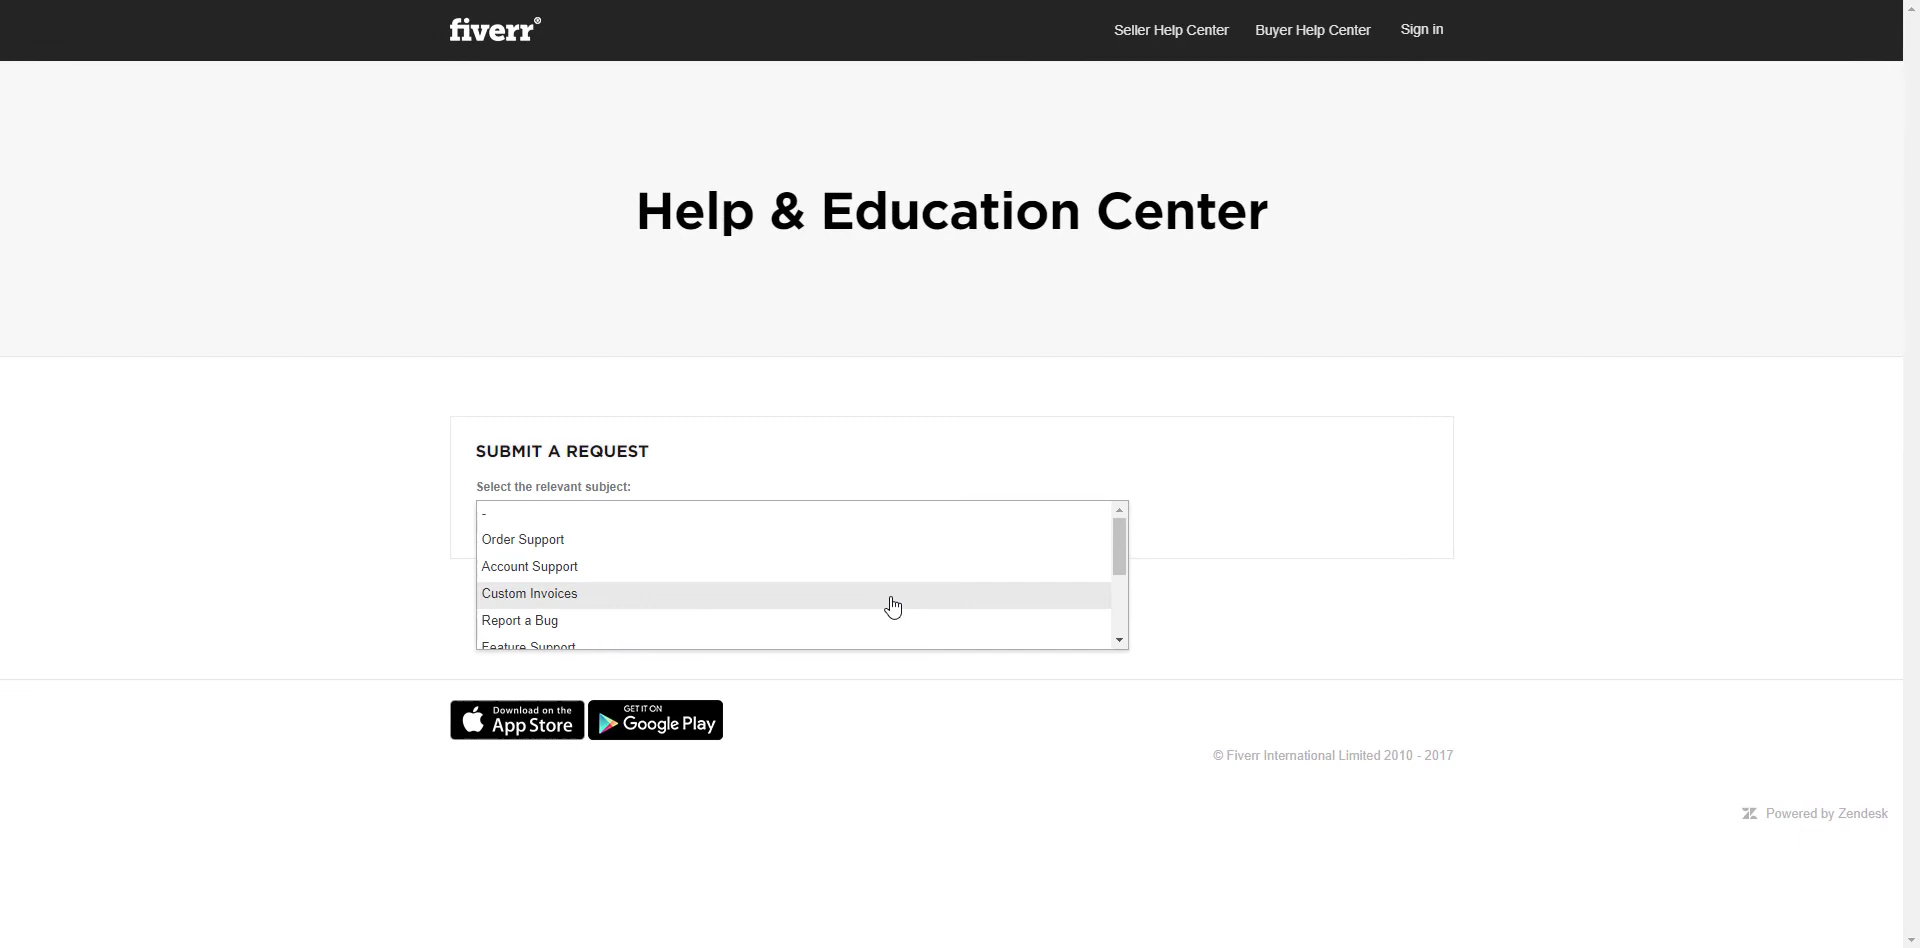 fiverr®
Seller Help Center Buyer Help Center Sign in
Help & Education Center
SUBMIT A REQUEST
Select the relevant subject:
-
Order Support
Account Support
Custom Invoices
Report a Bug
Feature Support
Download on the
App Store
GET IT ON
Google Play
© Fiverr International Limited 2010 - 2017
Powered by Zendesk